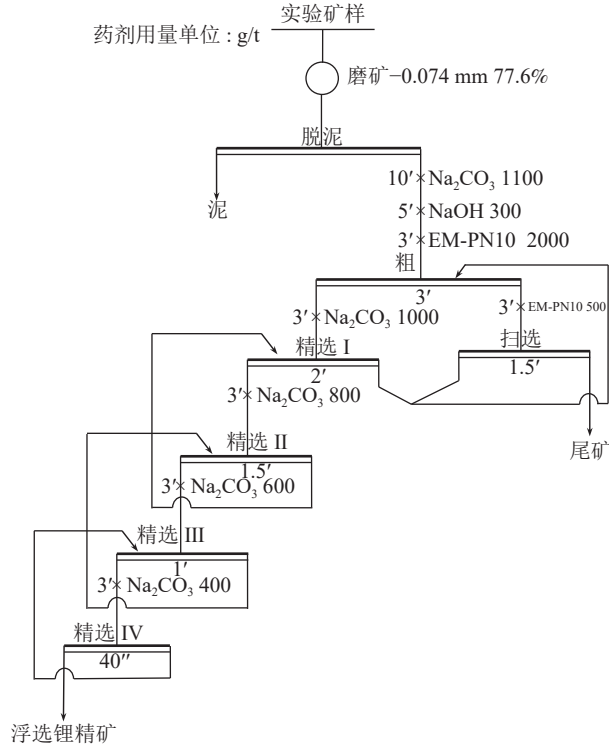 实验矿样
药剂用量单位 : g/t
磨矿−0.074 mm 77.6%
脱泥
泥
10′ Na₂CO₃ 1100
5′ NaOH 300
3′ EM-PN10 2000
粗
3′
3′ Na₂CO₃ 1000
3′ EM-PN10 500
精选 I
扫选
2′
1.5′
3′ Na₂CO₃ 800
尾矿
精选 II
1.5′
3′ Na₂CO₃ 600
精选 III
1′
3′ Na₂CO₃ 400
精选 IV
40″
浮选锂精矿